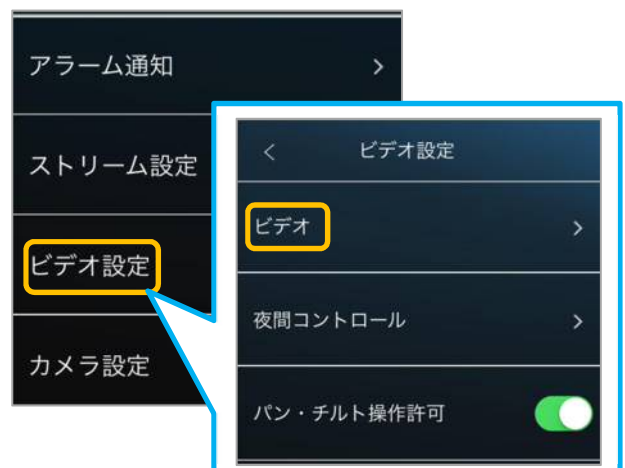 アラーム通知
ストリーム設定
ビデオ設定
カメラ設定
ビデオ設定
ビデオ
夜間コントロール
パン・チルト操作許可